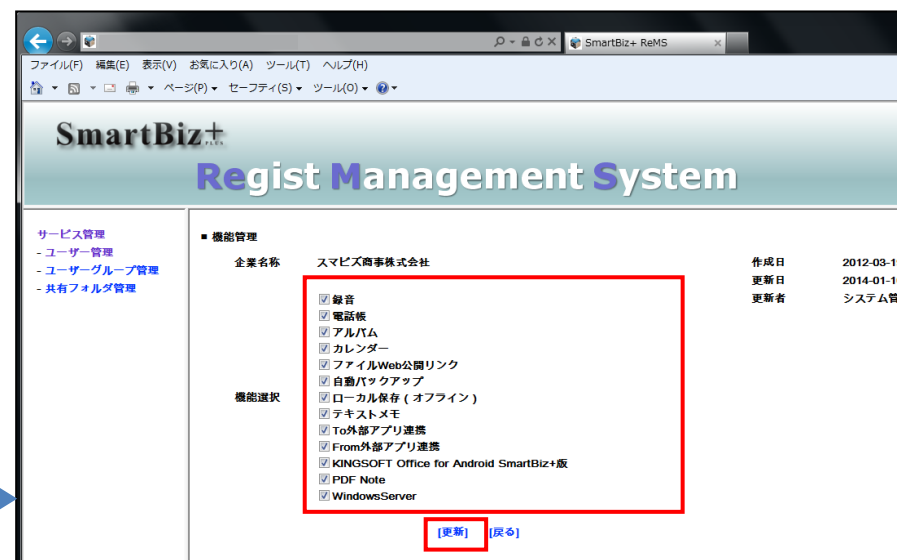 SmartBiz+ ReMS
ファイル(F) 編集(E) 表示(V) お気に入り(A) ツール(T) ヘルプ(H)
ページ(P) セーフティ(S) ツール(O)
SmartBiz+
PLUS
Regist Management System
サービス管理
- ユーザー管理
- ユーザーグループ管理
- 共有フォルダ管理
■ 機能管理
企業名称 スマビズ商事株式会社 作成日 2012-03-1
更新日 2014-01-1
更新者 システム管
録音
電話帳
アルバム
カレンダー
ファイルWeb公開リンク
自動バックアップ
機能選択 ローカル保存 ( オフライン )
テキストメモ
To外部アプリ連携
From外部アプリ連携
KINGSOFT Office for Android SmartBiz+版
PDF Note
WindowsServer
[更新] [戻る]